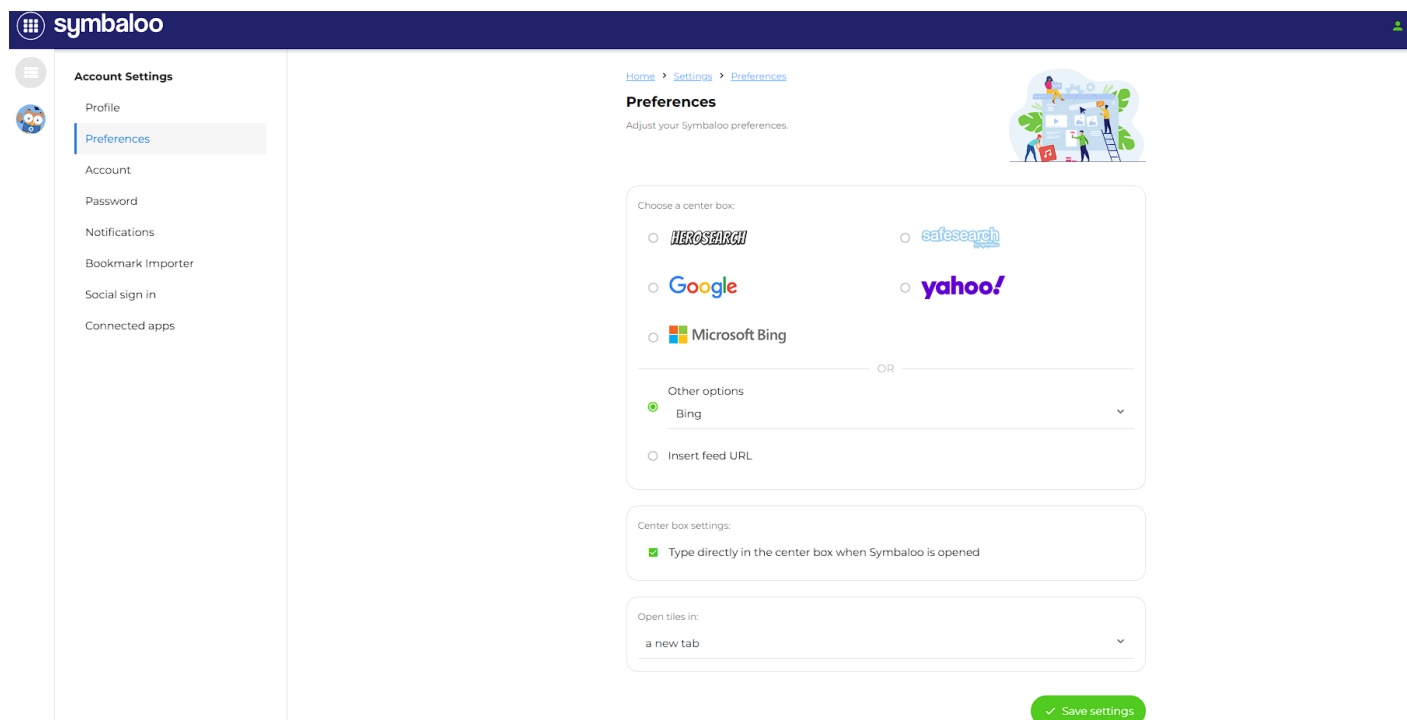 symbaloo
Account Settings
Profile
Preferences
Account
Password
Notifications
Bookmark Importer
Social sign in
Connected apps
Home > Settings > Preferences
Preferences
Adjust your Symbaloo preferences.
Choose a center box:
HEROSEARCH
safesearch
Google
yahoo!
Microsoft Bing
OR
Other options
Bing
Insert feed URL
Center box settings:
Type directly in the center box when Symbaloo is opened
Open tiles in:
a new tab
Save settings